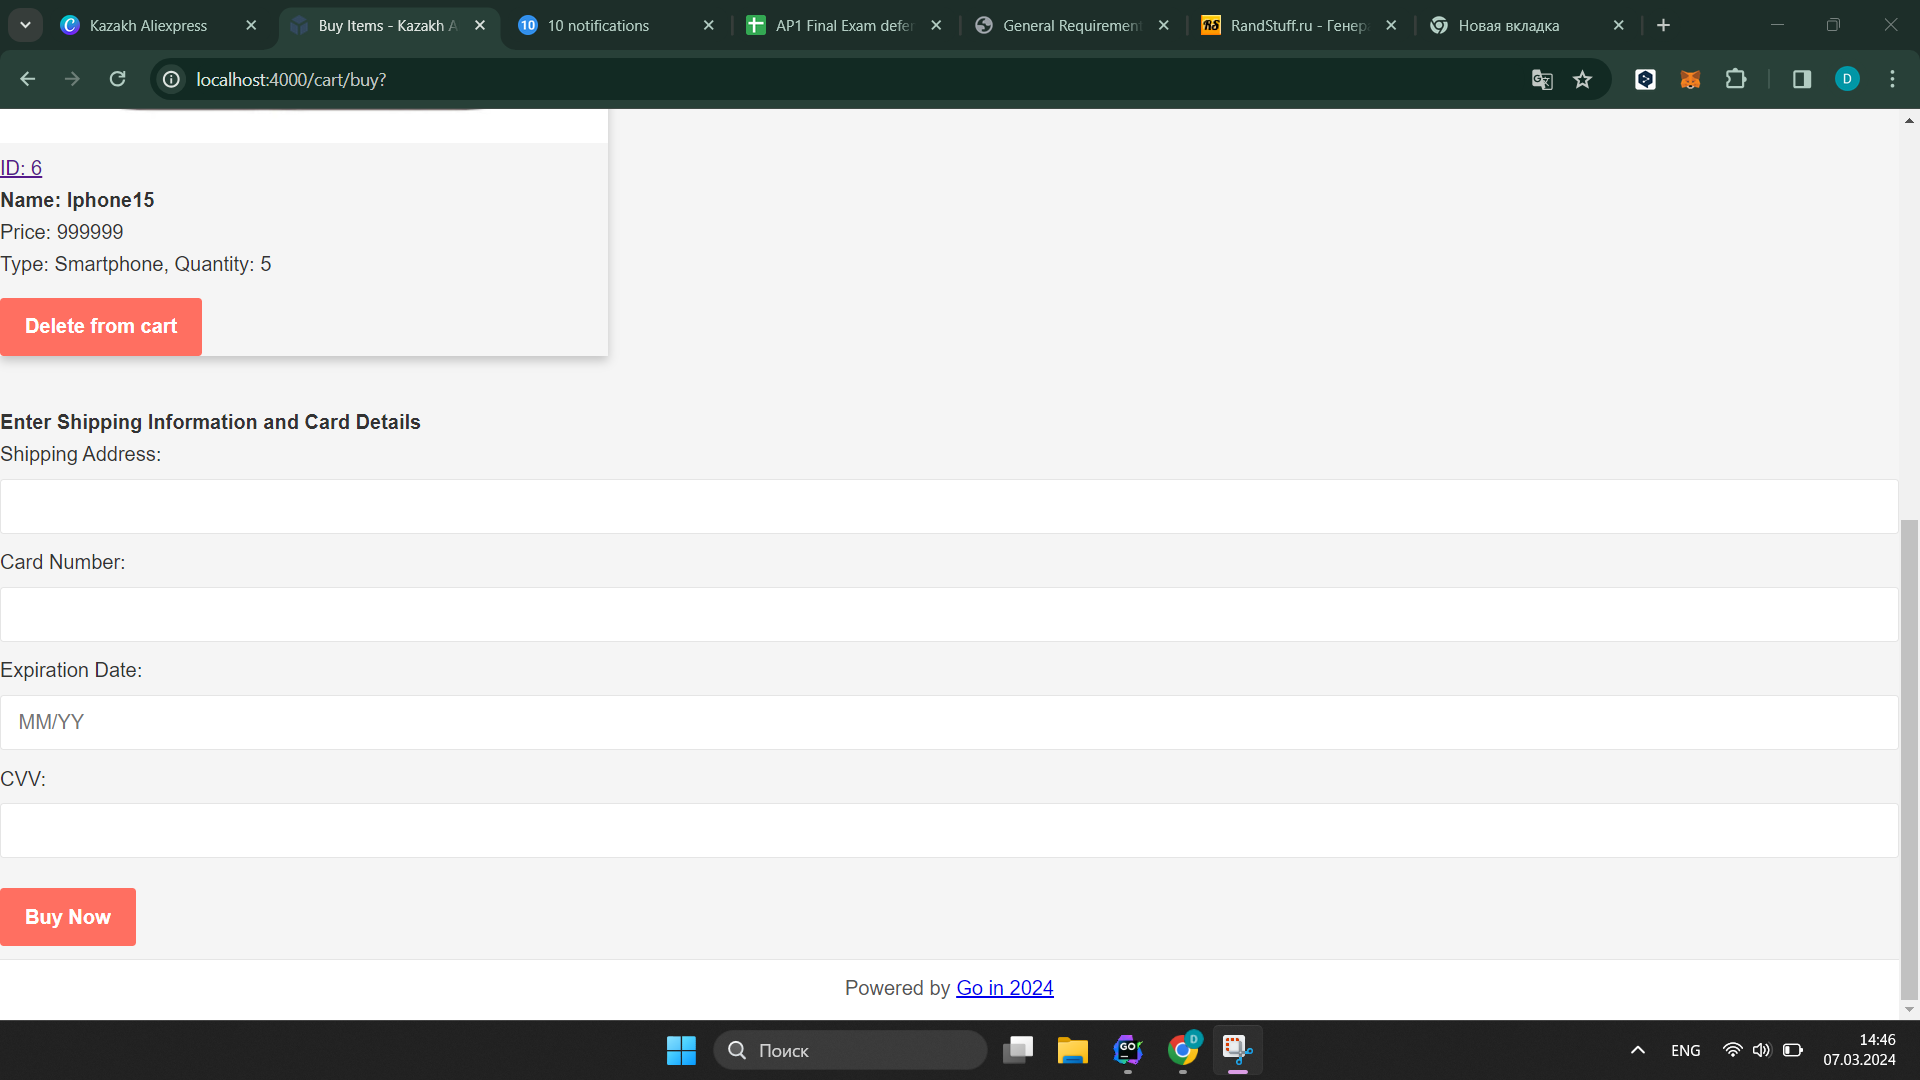 Kazakh Aliexpress
Buy Items - Kazakh A
10 notifications
AP1 Final Exam defer
General Requirement
RandStuff.ru - Генера
Новая вкладка
localhost:4000/cart/buy?
D
ID: 6
Name: Iphone15
Price: 999999
Type: Smartphone, Quantity: 5
Delete from cart
Enter Shipping Information and Card Details
Shipping Address:
Card Number:
Expiration Date:
MM/YY
CVV:
Buy Now
Powered by Go in 2024
Поиск
ENG
14:46
07.03.2024